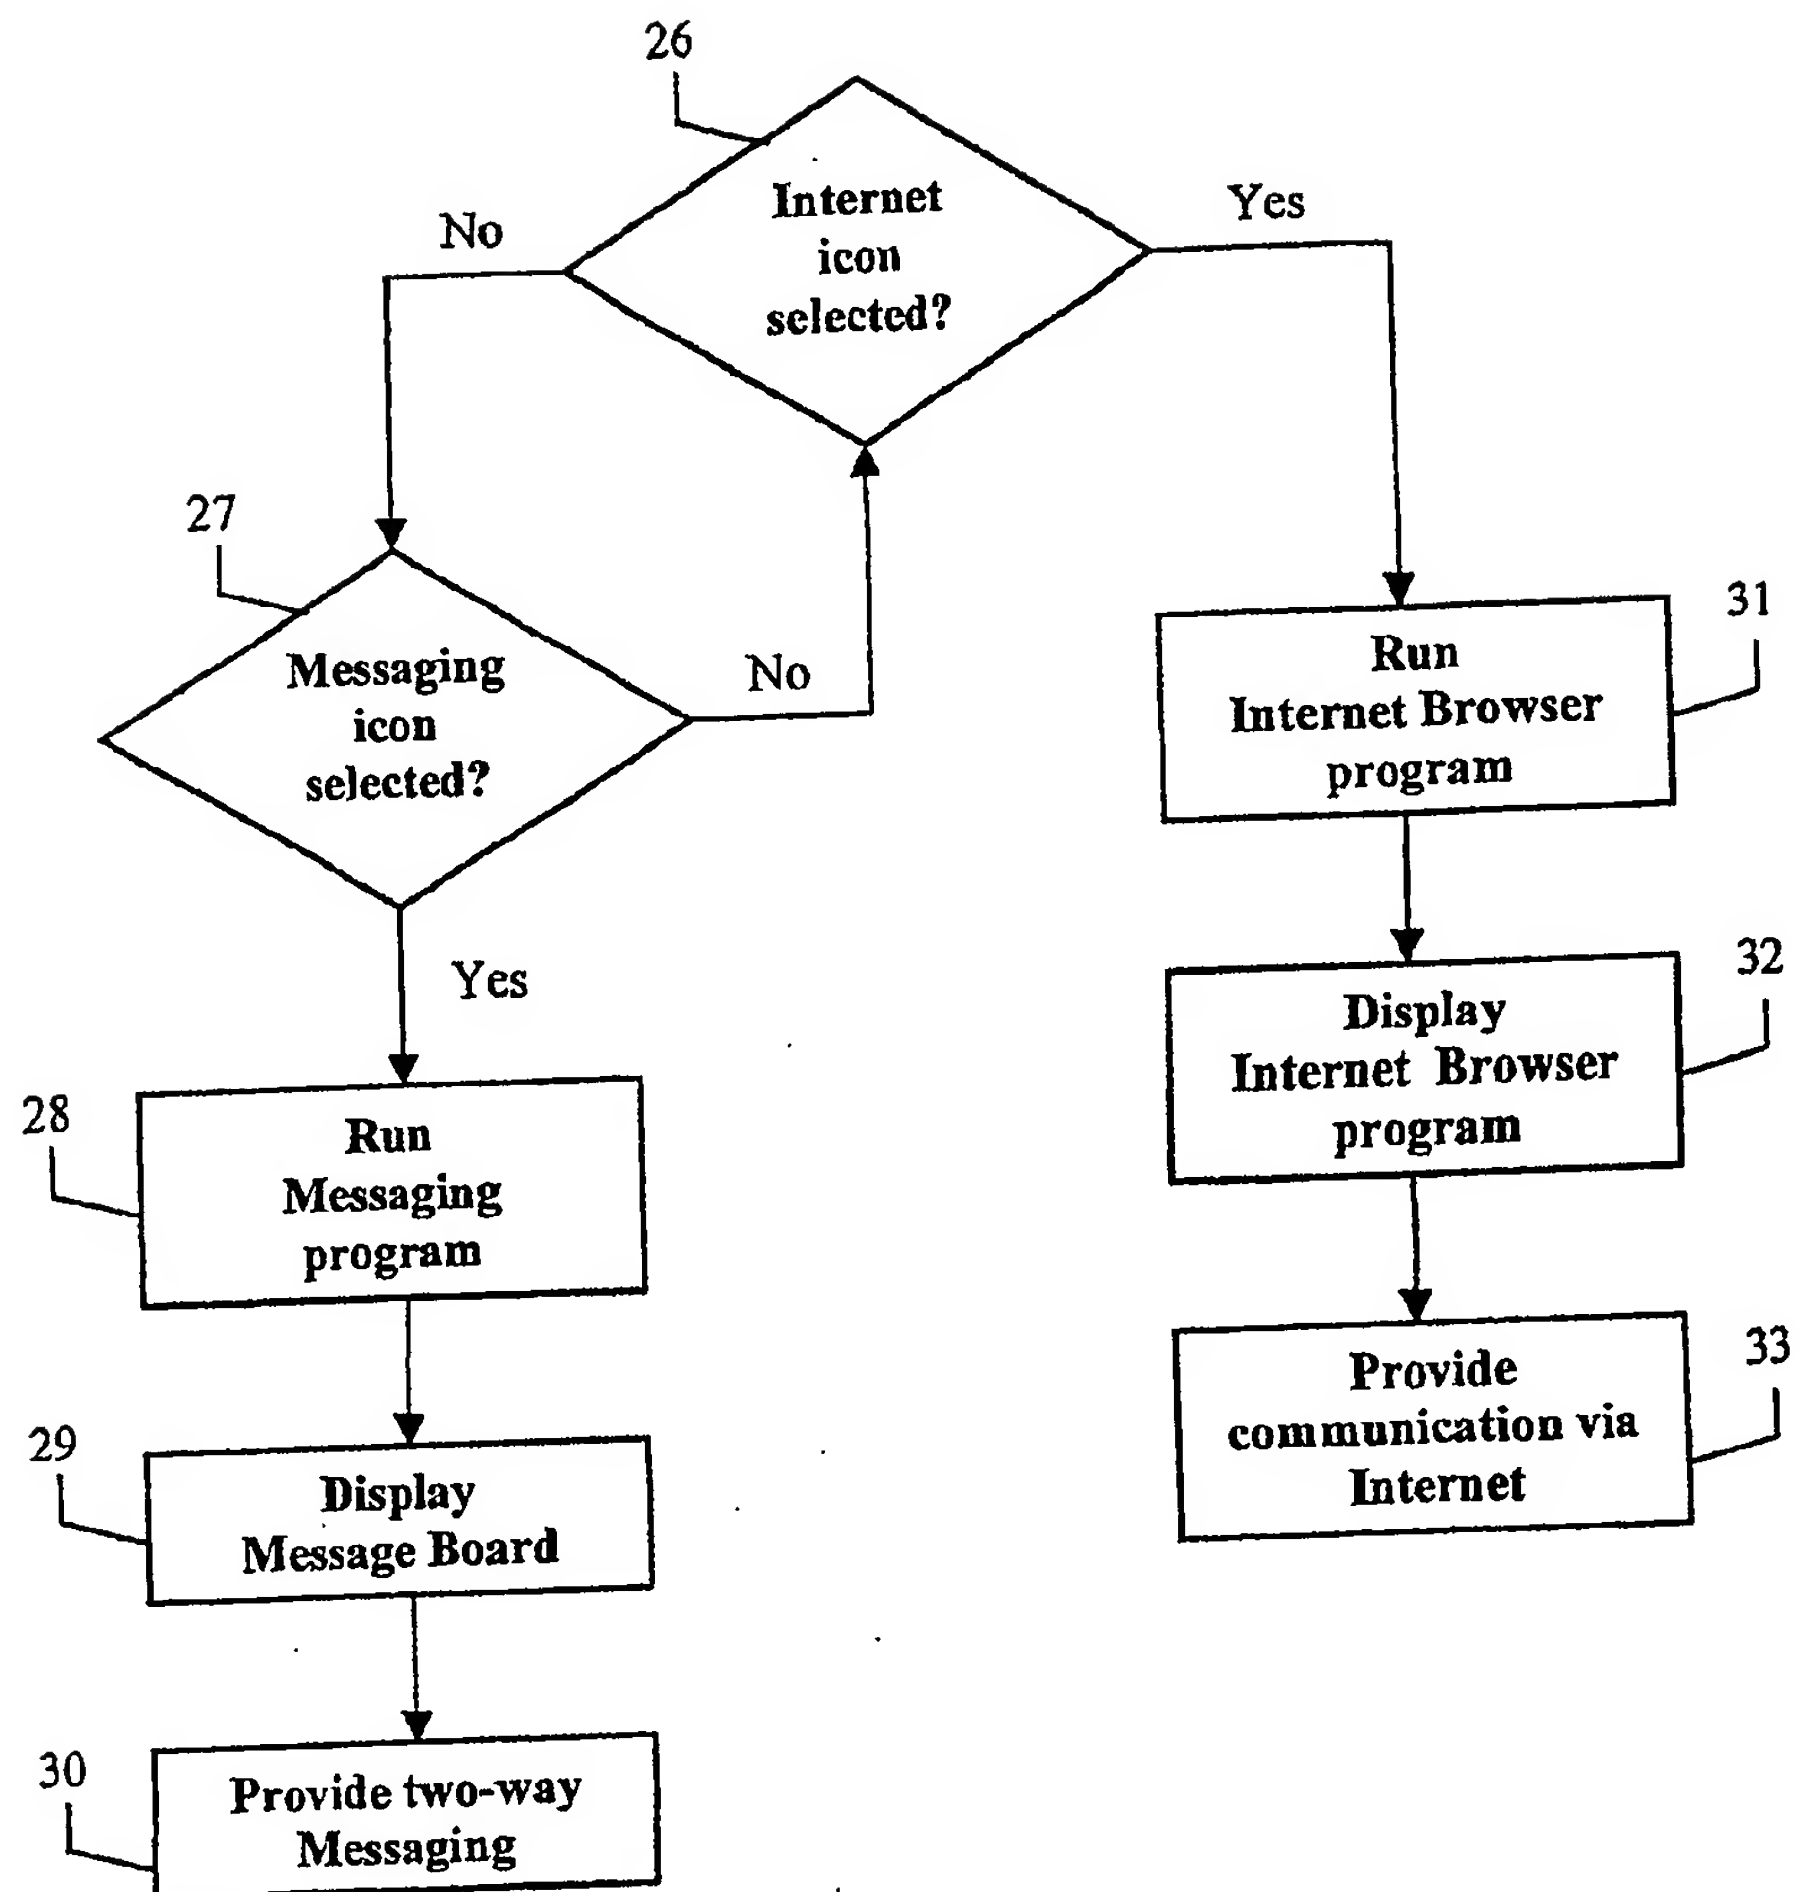 26
Internet
icon
selected?
No
Yes
27
Messaging
icon
selected?
No
Yes
28
Run
Messaging
program
29
Display
Message Board
30
Provide two-way
Messaging
31
Run
Internet Browser
program
32
Display
Internet Browser
program
33
Provide
communication via
Internet